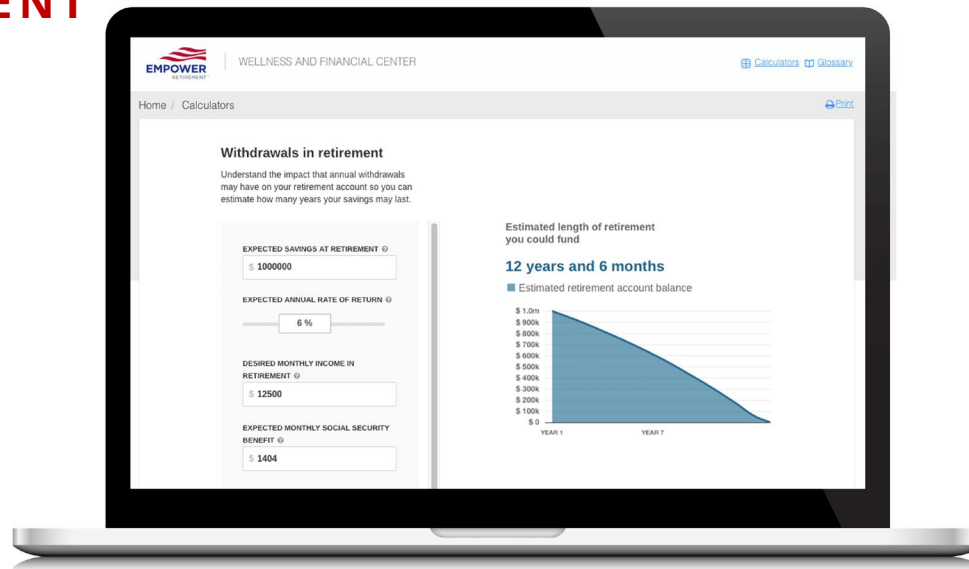 ENT
EMPOWER
RETIREMENT
WELLNESS AND FINANCIAL CENTER
Calculators
Glossary
Home / Calculators
Print
Withdrawals in retirement
Understand the impact that annual withdrawals
may have on your retirement account so you can
estimate how many years your savings may last.
EXPECTED SAVINGS AT RETIREMENT
$ 1000000
EXPECTED ANNUAL RATE OF RETURN
6 %
DESIRED MONTHLY INCOME IN
RETIREMENT
$ 12500
EXPECTED MONTHLY SOCIAL SECURITY
BENEFIT
$ 1404
Estimated length of retirement
you could fund
12 years and 6 months
Estimated retirement account balance
$ 1.0m
$ 900k
$ 800k
$ 700k
$ 600k
$ 500k
$ 400k
$ 300k
$ 200k
$ 100k
$ 0
YEAR 1
YEAR 7